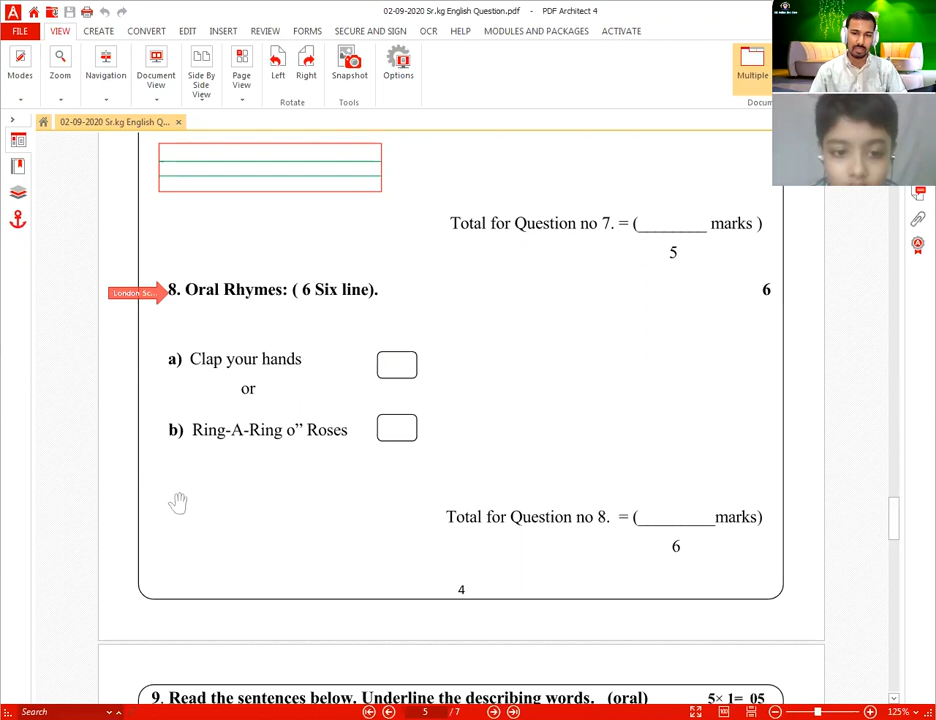 02-09-2020 Sr.kg English Question.pdf - PDF Architect 4
FILE VIEW CREATE CONVERT EDIT INSERT REVIEW FORMS SECURE AND SIGN OCR HELP MODULES AND PACKAGES ACTIVATE
Modes Zoom Navigation Document View Side By Side View Page View Left Right Snapshot Options Multiple
Rotate Tools Docum
02-09-2020 Sr.kg English Q... ×
Total for Question no 7. = (________ marks )
5
London Sc...
8. Oral Rhymes: ( 6 Six line). 6
a) Clap your hands
or
b) Ring-A-Ring o” Roses
Total for Question no 8. = (_________marks)
6
4
9. Read the sentences below. Underline the describing words. (oral) 5× 1= 05
Search 5 / 7 125%